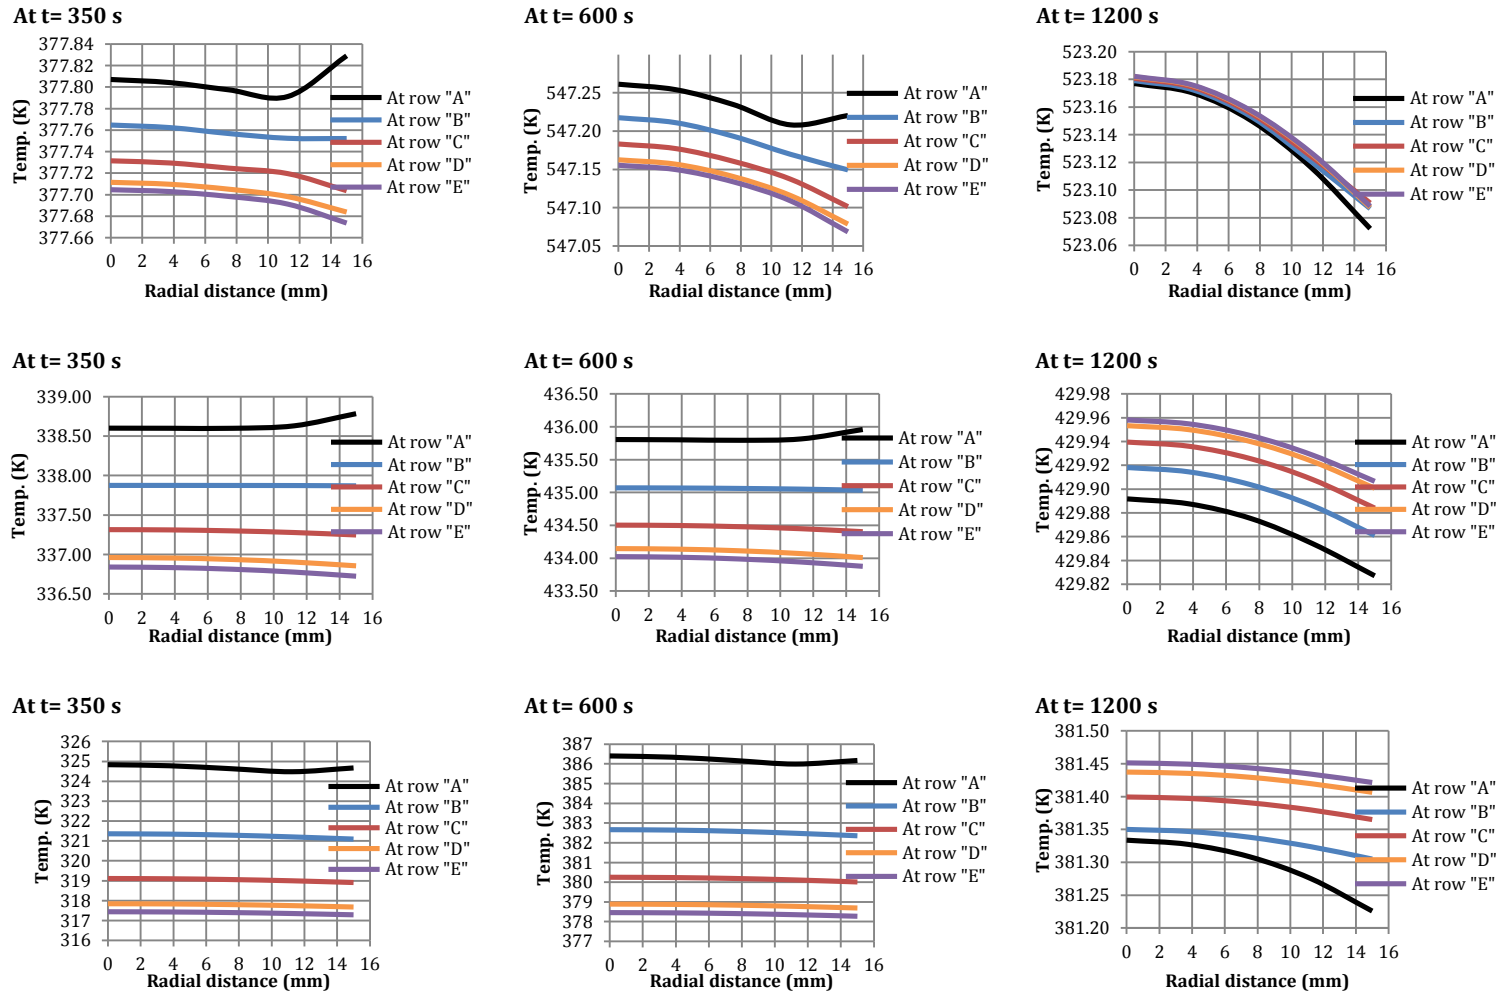 At t= 350 s
377.84
377.82
377.80
377.78
377.76
377.74
377.72
377.70
377.68
377.66
Temp. (K)
0 2 4 6 8 10 12 14 16
Radial distance (mm)
At row "A"
At row "B"
At row "C"
At row "D"
At row "E"
At t= 600 s
547.25
547.20
547.15
547.10
547.05
Temp. (K)
0 2 4 6 8 10 12 14 16
Radial distance (mm)
At row "A"
At row "B"
At row "C"
At row "D"
At row "E"
At t= 1200 s
523.20
523.18
523.16
523.14
523.12
523.10
523.08
523.06
Temp. (K)
0 2 4 6 8 10 12 14 16
Radial distance (mm)
At row "A"
At row "B"
At row "C"
At row "D"
At row "E"
At t= 350 s
339.00
338.50
338.00
337.50
337.00
336.50
Temp. (K)
0 2 4 6 8 10 12 14 16
Radial distance (mm)
At row "A"
At row "B"
At row "C"
At row "D"
At row "E"
At t= 600 s
436.50
436.00
435.50
435.00
434.50
434.00
433.50
Temp. (K)
0 2 4 6 8 10 12 14 16
Radial distance (mm)
At row "A"
At row "B"
At row "C"
At row "D"
At row "E"
At t= 1200 s
429.98
429.96
429.94
429.92
429.90
429.88
429.86
429.84
429.82
Temp. (K)
0 2 4 6 8 10 12 14 16
Radial distance (mm)
At row "A"
At row "B"
At row "C"
At row "D"
At row "E"
At t= 350 s
326
325
324
323
322
321
320
319
318
317
316
Temp. (K)
0 2 4 6 8 10 12 14 16
Radial distance (mm)
At row "A"
At row "B"
At row "C"
At row "D"
At row "E"
At t= 600 s
387
386
385
384
383
382
381
380
379
378
377
Temp. (K)
0 2 4 6 8 10 12 14 16
Radial distance (mm)
At row "A"
At row "B"
At row "C"
At row "D"
At row "E"
At t= 1200 s
381.50
381.45
381.40
381.35
381.30
381.25
381.20
Temp. (K)
0 2 4 6 8 10 12 14 16
Radial distance (mm)
At row "A"
At row "B"
At row "C"
At row "D"
At row "E"